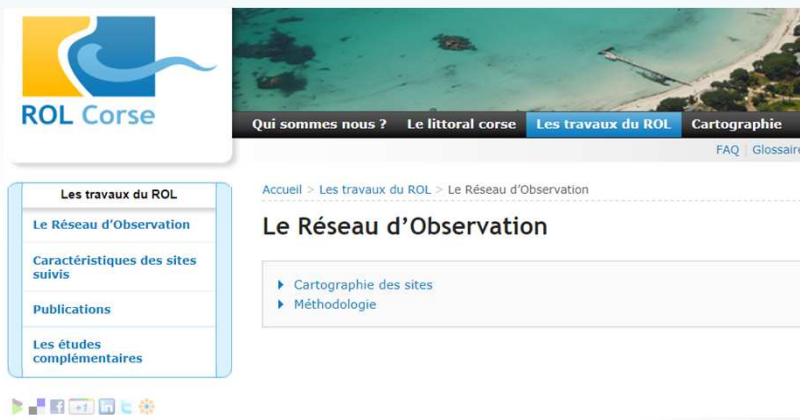 ROL Corse
Qui sommes nous ? Le littoral corse Les travaux du ROL Cartographie
FAQ Glossaire
Les travaux du ROL
Le Réseau d'Observation
Caractéristiques des sites
suivis
Publications
Les études
complémentaires
Accueil > Les travaux du ROL > Le Réseau d'Observation
Le Réseau d'Observation
Cartographie des sites
Méthodologie
+1